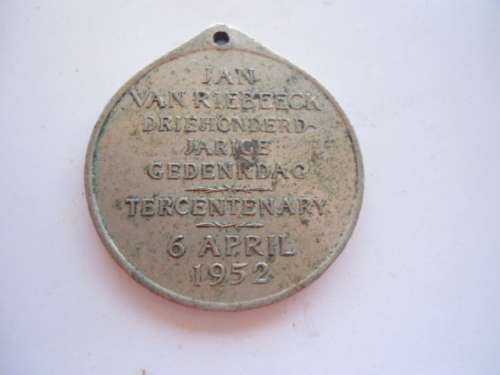 JAN
VAN RIEBEECK
DRIEHONDERD-
JARIGE
GEDENKDAG
TERCENTENARY
6 APRIL
1952